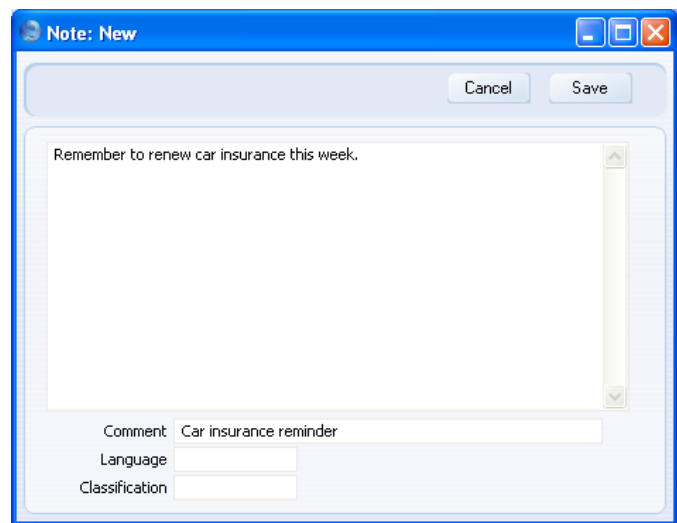 Note: New
Cancel Save
Remember to renew car insurance this week.
Comment Car insurance reminder
Language
Classification